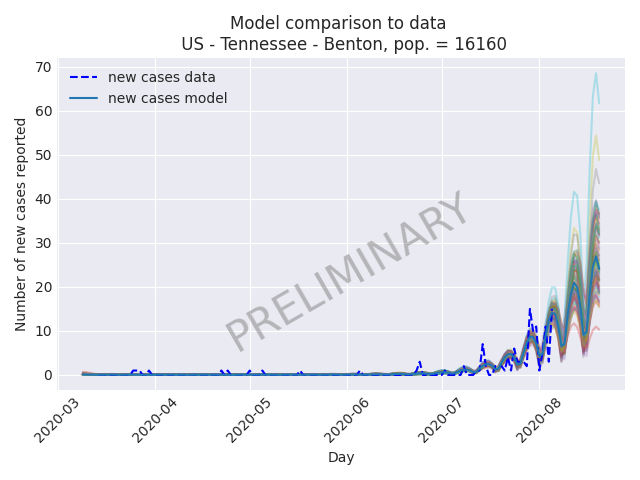 Model comparison to data
US - Tennessee - Benton, pop. = 16160
new cases data
new cases model
Number of new cases reported
70
60
50
40
30
20
10
0
PRELIMINARY
2020-03
2020-04
2020-05
2020-06
2020-07
2020-08
Day